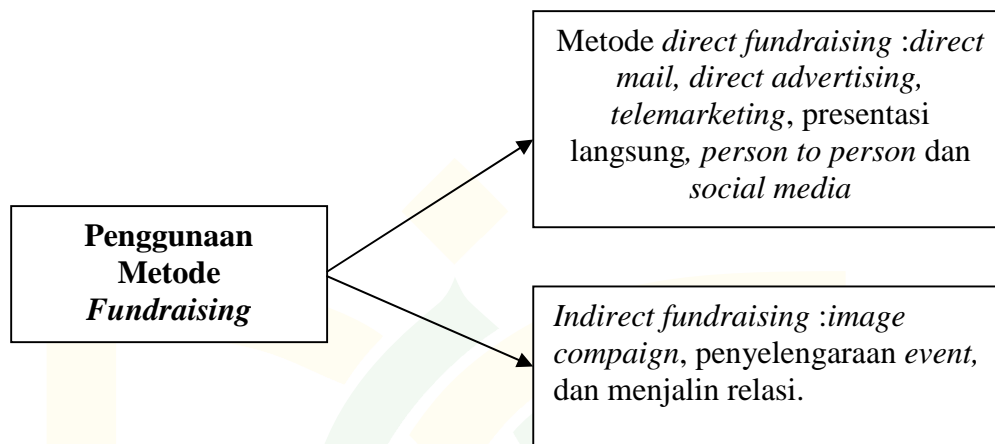 Metode direct fundraising :direct
mail, direct advertising,
telemarketing, presentasi
langsung, person to person dan
social media
Penggunaan
Metode
Fundraising
Indirect fundraising :image
compaign, penyelengaraan event,
dan menjalin relasi.